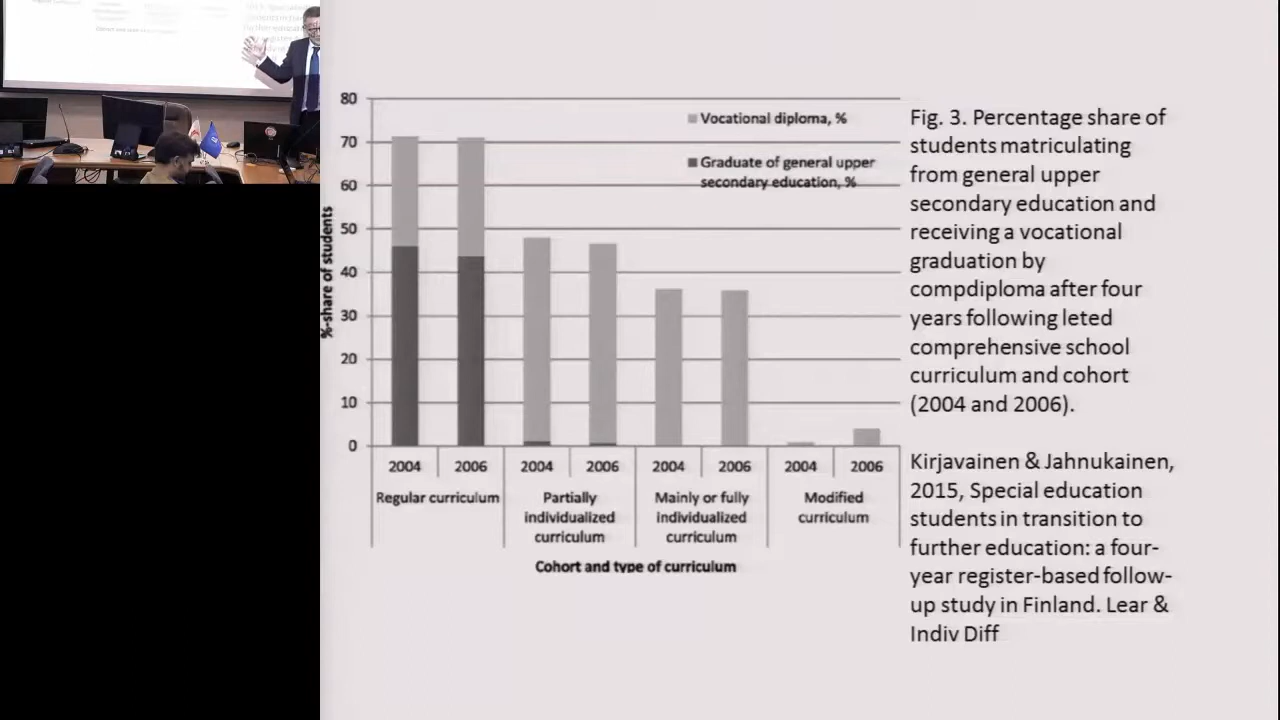 80
70
60
50
40
30
20
10
0
%-share of students
Vocational diploma, %
Graduate of general upper
secondary education, %
2004 2006 2004 2006 2004 2006 2004 2006
Regular curriculum
Partially
individualized
curriculum
Mainly or fully
individualized
curriculum
Modified
curriculum
Cohort and type of curriculum
Fig. 3. Percentage share of
students matriculating
from general upper
secondary education and
receiving a vocational
graduation by
compdiploma after four
years following leted
comprehensive school
curriculum and cohort
(2004 and 2006).
Kirjavainen & Jahnukainen,
2015, Special education
students in transition to
further education: a four-
year register-based follow-
up study in Finland. Lear &
Indiv Diff